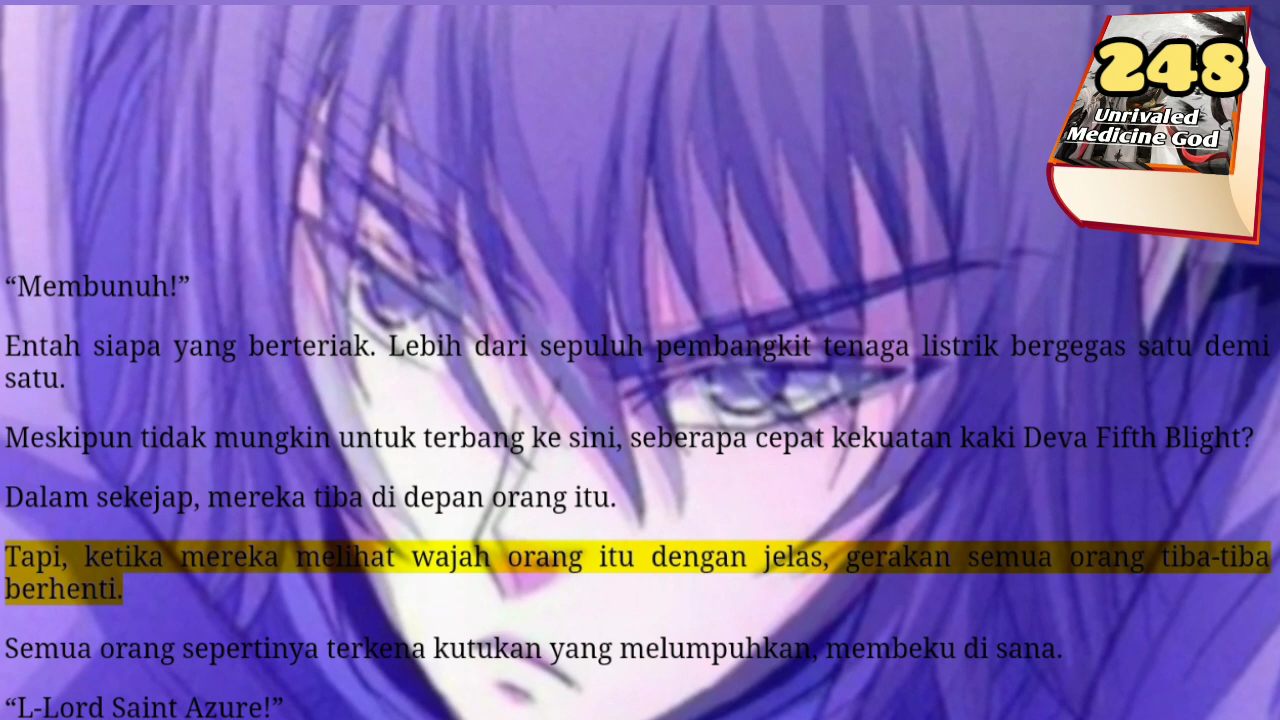 248
Unrivaled
Medicine God
“Membunuh!”
Entah siapa yang berteriak. Lebih dari sepuluh pembangkit tenaga listrik bergegas satu demi
satu.
Meskipun tidak mungkin untuk terbang ke sini, seberapa cepat kekuatan kaki Deva Fifth Blight?
Dalam sekejap, mereka tiba di depan orang itu.
Tapi, ketika mereka melihat wajah orang itu dengan jelas, gerakan semua orang tiba-tiba
berhenti.
Semua orang sepertinya terkena kutukan yang melumpuhkan, membeku di sana.
“L-Lord Saint Azure!”